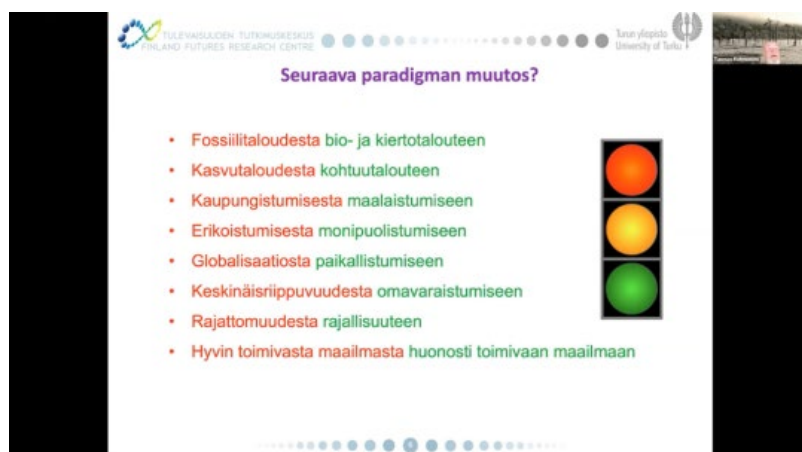 TULEVAISUUDEN TUTKIMUSKESKUS
FINLAND FUTURES RESEARCH CENTRE
Turun yliopisto
University of Turku
Seuraava paradigman muutos?
• Fossiilitaloudesta bio- ja kiertotalouteen
• Kasvutaloudesta kohtuutalouteen
• Kaupungistumisesta maalaistumiseen
• Erikoistumisesta monipuolistumiseen
• Globalisaatiosta paikallistumiseen
• Keskinäisriippuvuudesta omavaraistumiseen
• Rajattomuudesta rajallisuuteen
• Hyvin toimivasta maailmasta huonosti toimivaan maailmaan